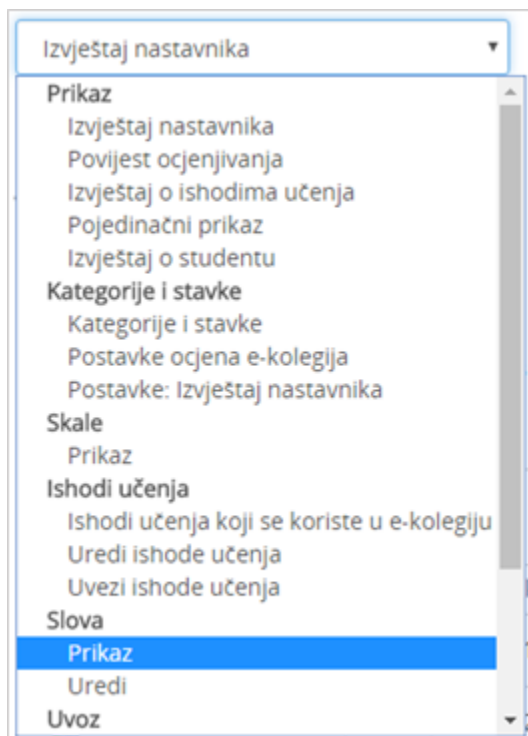 Izvještaj nastavnika
Prikaz
Izvještaj nastavnika
Povijest ocjenjivanja
Izvještaj o ishodima učenja
Pojedinačni prikaz
Izvještaj o studentu
Kategorije i stavke
Kategorije i stavke
Postavke ocjena e-kolegija
Postavke: Izvještaj nastavnika
Skale
Prikaz
Ishodi učenja
Ishodi učenja koji se koriste u e-kolegiju
Uredi ishode učenja
Uvezi ishode učenja
Slova
Prikaz
Uredi
Uvoz